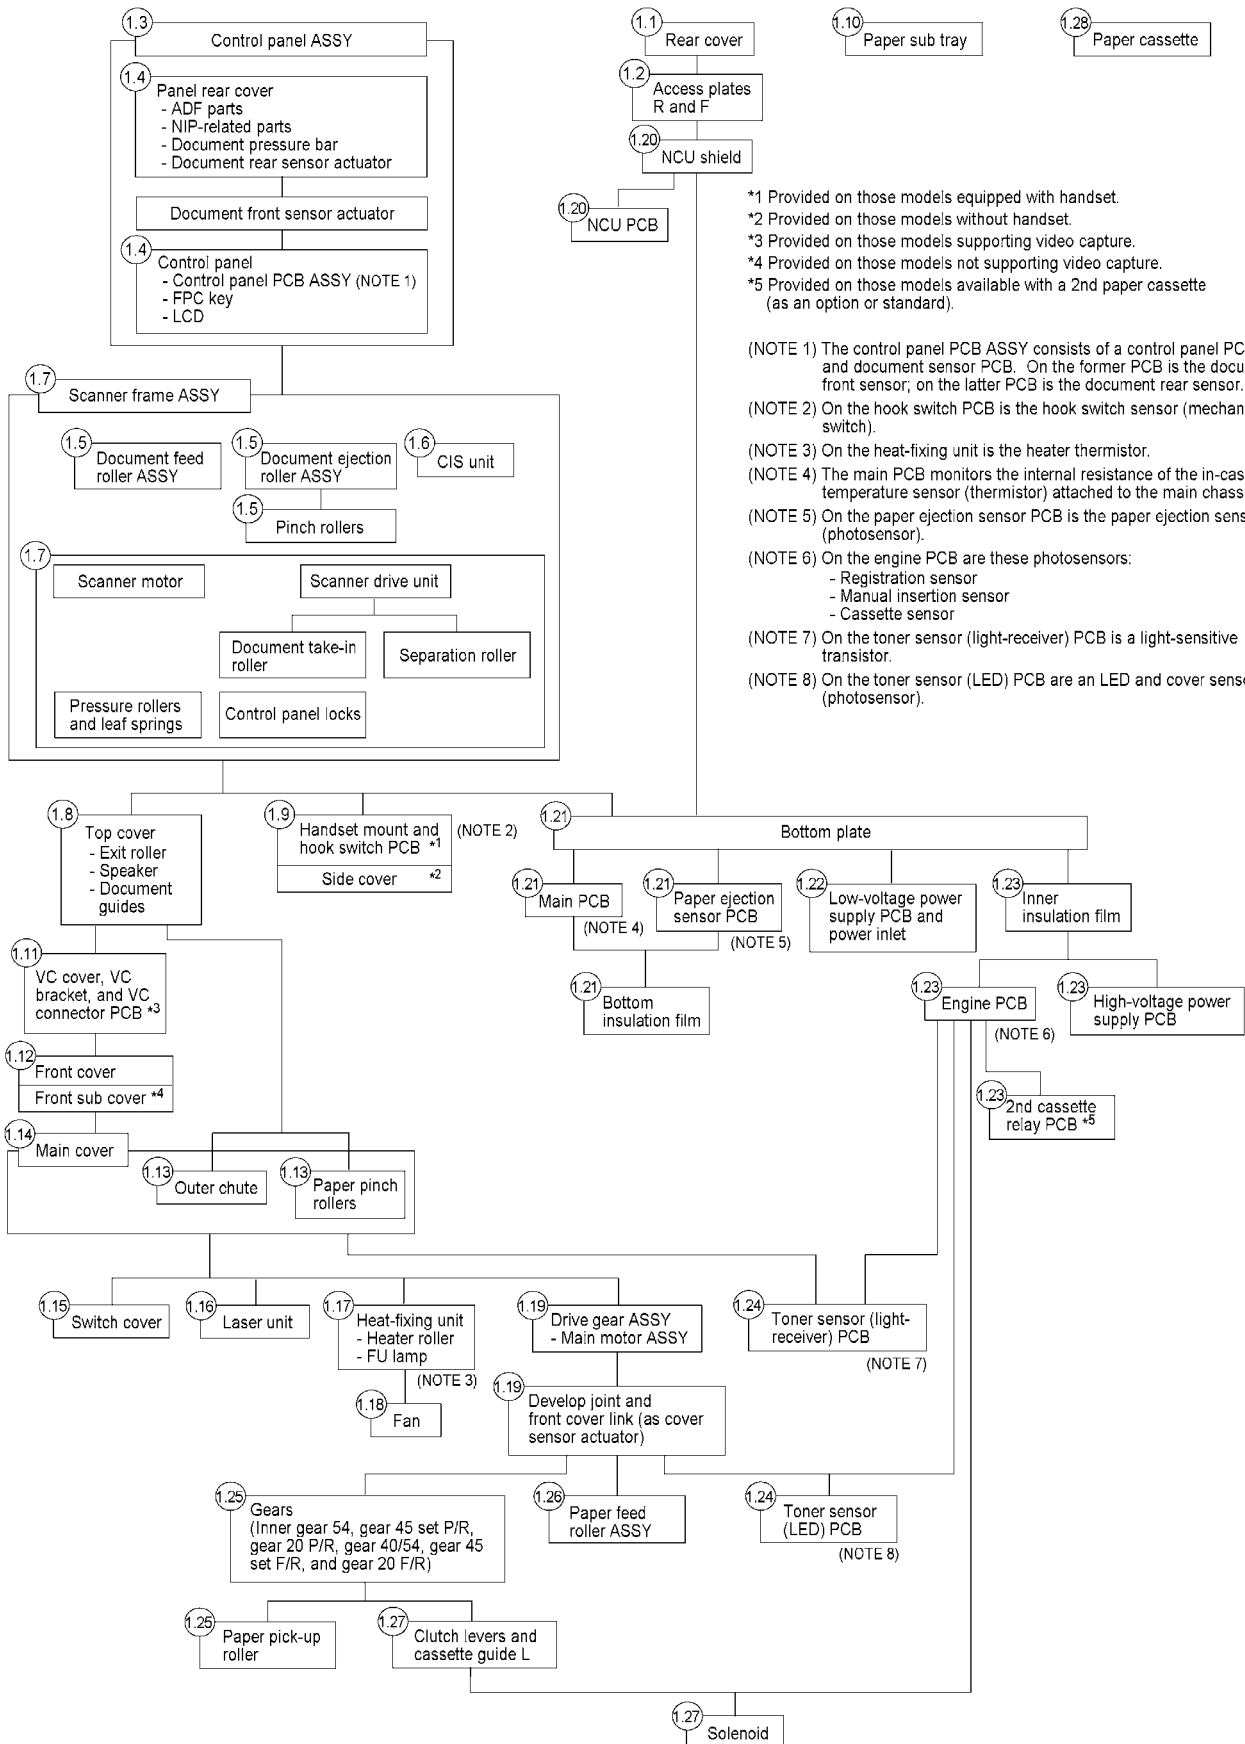 1.3
Control panel ASSY
1.4
Panel rear cover
- ADF parts
- NIP-related parts
- Document pressure bar
- Document rear sensor actuator
Document front sensor actuator
1.4
Control panel
- Control panel PCB ASSY (NOTE 1)
- FPC key
- LCD
1.1
Rear cover
1.2
Access plates
R and F
1.20
NCU shield
1.20
NCU PCB
1.10
Paper sub tray
1.28
Paper cassette
*1 Provided on those models equipped with handset.
*2 Provided on those models without handset.
*3 Provided on those models supporting video capture.
*4 Provided on those models not supporting video capture.
*5 Provided on those models available with a 2nd paper cassette
(as an option or standard).
(NOTE 1) The control panel PCB ASSY consists of a control panel PC
and document sensor PCB. On the former PCB is the docu
front sensor; on the latter PCB is the document rear sensor.
(NOTE 2) On the hook switch PCB is the hook switch sensor (mechan
switch).
(NOTE 3) On the heat-fixing unit is the heater thermistor.
(NOTE 4) The main PCB monitors the internal resistance of the in-cas
temperature sensor (thermistor) attached to the main chass
(NOTE 5) On the paper ejection sensor PCB is the paper ejection sens
(photosensor).
(NOTE 6) On the engine PCB are these photosensors:
- Registration sensor
- Manual insertion sensor
- Cassette sensor
(NOTE 7) On the toner sensor (light-receiver) PCB is a light-sensitive
transistor.
(NOTE 8) On the toner sensor (LED) PCB are an LED and cover sense
(photosensor).
1.7
Scanner frame ASSY
1.5
Document feed
roller ASSY
1.5
Document ejection
roller ASSY
1.6
CIS unit
1.5
Pinch rollers
1.7
Scanner motor
Scanner drive unit
Document take-in
roller
Separation roller
Pressure rollers
and leaf springs
Control panel locks
1.8
Top cover
- Exit roller
- Speaker
- Document
guides
1.9
Handset mount and
hook switch PCB *1
(NOTE 2)
Side cover *2
1.21
Bottom plate
1.21
Main PCB
(NOTE 4)
1.21
Paper ejection
sensor PCB
(NOTE 5)
1.22
Low-voltage power
supply PCB and
power inlet
1.23
Inner
insulation film
1.21
Bottom
insulation film
1.23
Engine PCB
(NOTE 6)
1.23
High-voltage power
supply PCB
1.23
2nd cassette
relay PCB *5
1.11
VC cover, VC
bracket, and VC
connector PCB *3
1.12
Front cover
Front sub cover *4
1.14
Main cover
1.13
Outer chute
1.13
Paper pinch
rollers
1.15
Switch cover
1.16
Laser unit
1.17
Heat-fixing unit
- Heater roller
- FU lamp
(NOTE 3)
1.18
Fan
1.19
Drive gear ASSY
- Main motor ASSY
1.24
Toner sensor (light-
receiver) PCB
(NOTE 7)
1.19
Develop joint and
front cover link (as cover
sensor actuator)
1.25
Gears
(Inner gear 54, gear 45 set P/R,
gear 20 P/R, gear 40/54, gear 45
set F/R, and gear 20 F/R)
1.26
Paper feed
roller ASSY
1.24
Toner sensor
(LED) PCB
(NOTE 8)
1.25
Paper pick-up
roller
1.27
Clutch levers and
cassette guide L
1.27
Solenoid